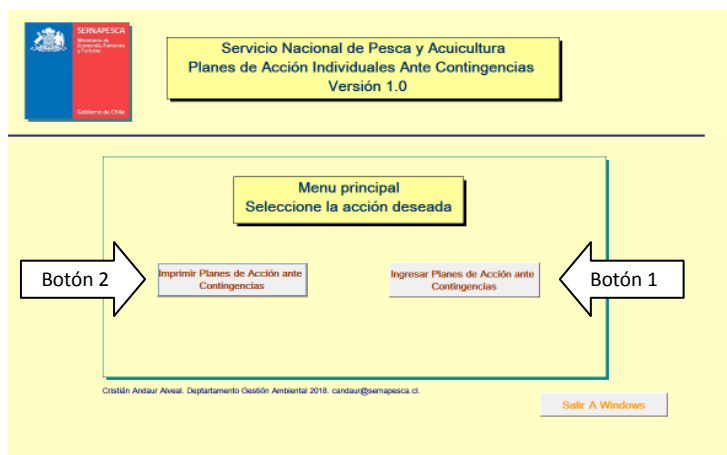 SERNAPESCA
Ministerio de
Economía, Fomento
y Turismo
Gobierno de Chile
Servicio Nacional de Pesca y Acuicultura
Planes de Acción Individuales Ante Contingencias
Versión 1.0
Menu principal
Seleccione la acción deseada
Botón 2
Imprimir Planes de Acción ante
Contingencias
Ingresar Planes de Acción ante
Contingencias
Botón 1
Cristián Andaur Alveal. Deptartamento Gestión Ambiental 2018. candaur@sernapesca.cl.
Salir A Windows